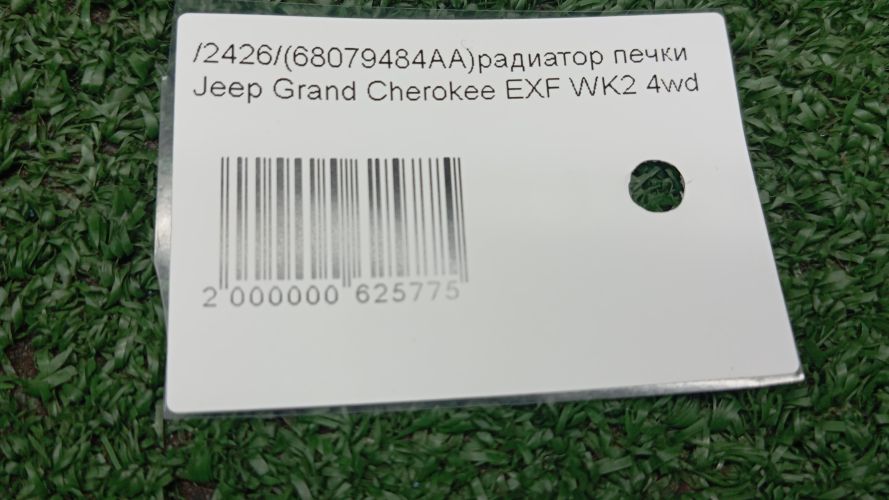 /2426/(68079484AA)радиатор печки
Jeep Grand Cherokee EXF WK2 4wd
2 000000 625775